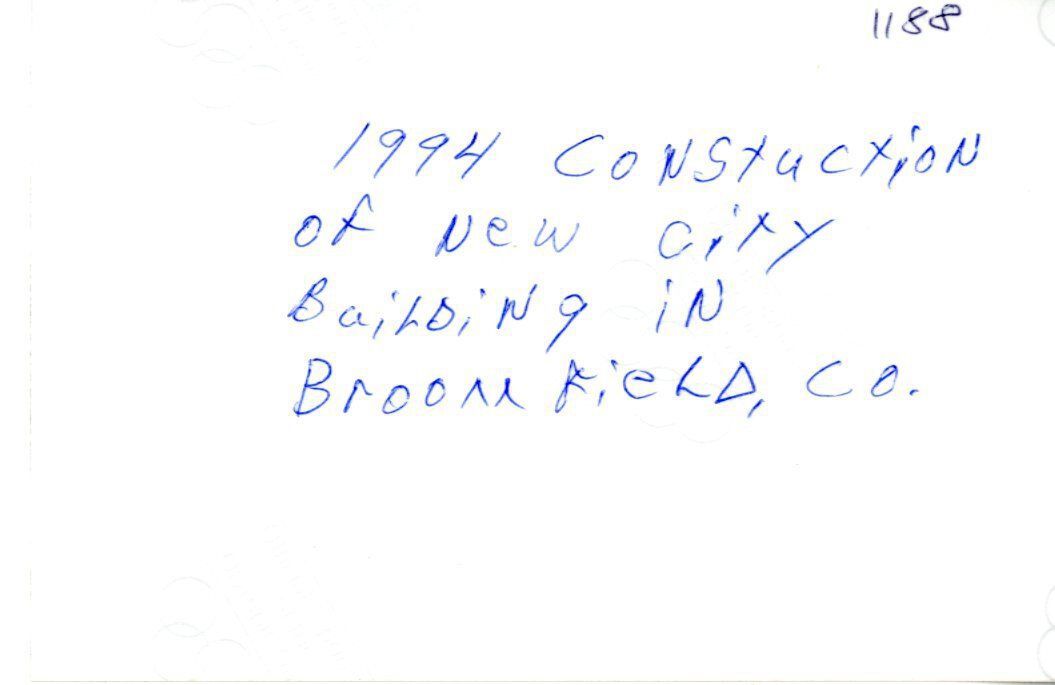 1188
1994 Constuction
of New City
Building in
Broomfield, Co.